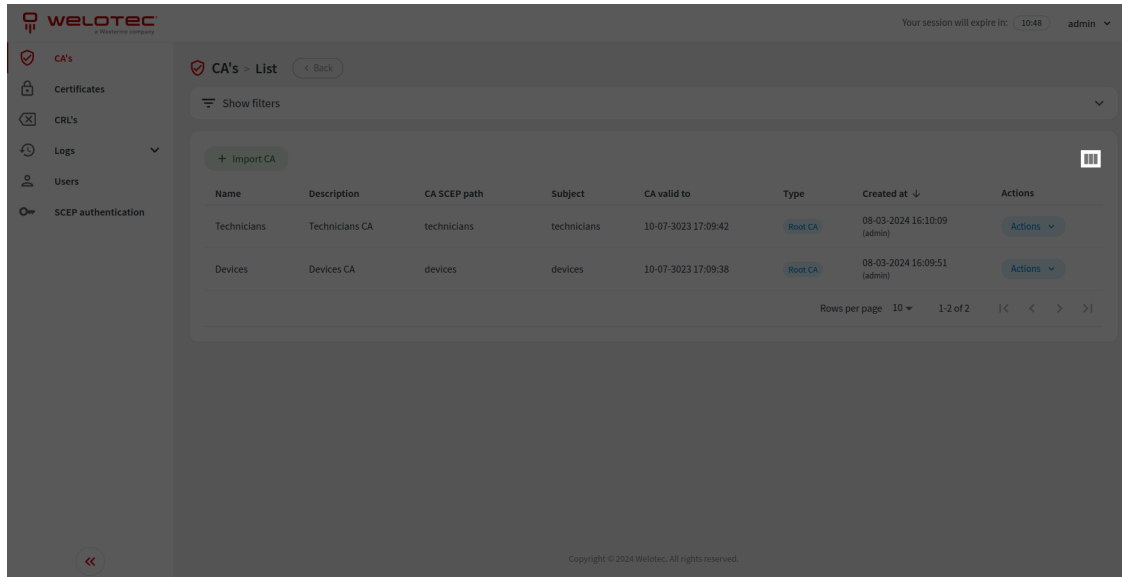 WELOTEC
a Westermo company
Your session will expire in: 10:48 admin
CA's
Certificates
CRL's
Logs
Users
SCEP authentication
CA's > List < Back
Show filters
+ Import CA
Name Description CA SCEP path Subject CA valid to Type Created at Actions
Technicians Technicians CA technicians technicians 10-07-3023 17:09:42 Root CA 08-03-2024 16:10:09 (admin) Actions
Devices Devices CA devices devices 10-07-3023 17:09:38 Root CA 08-03-2024 16:09:51 (admin) Actions
Rows per page 10 1-2 of 2
Copyright © 2024 Welotec. All rights reserved.